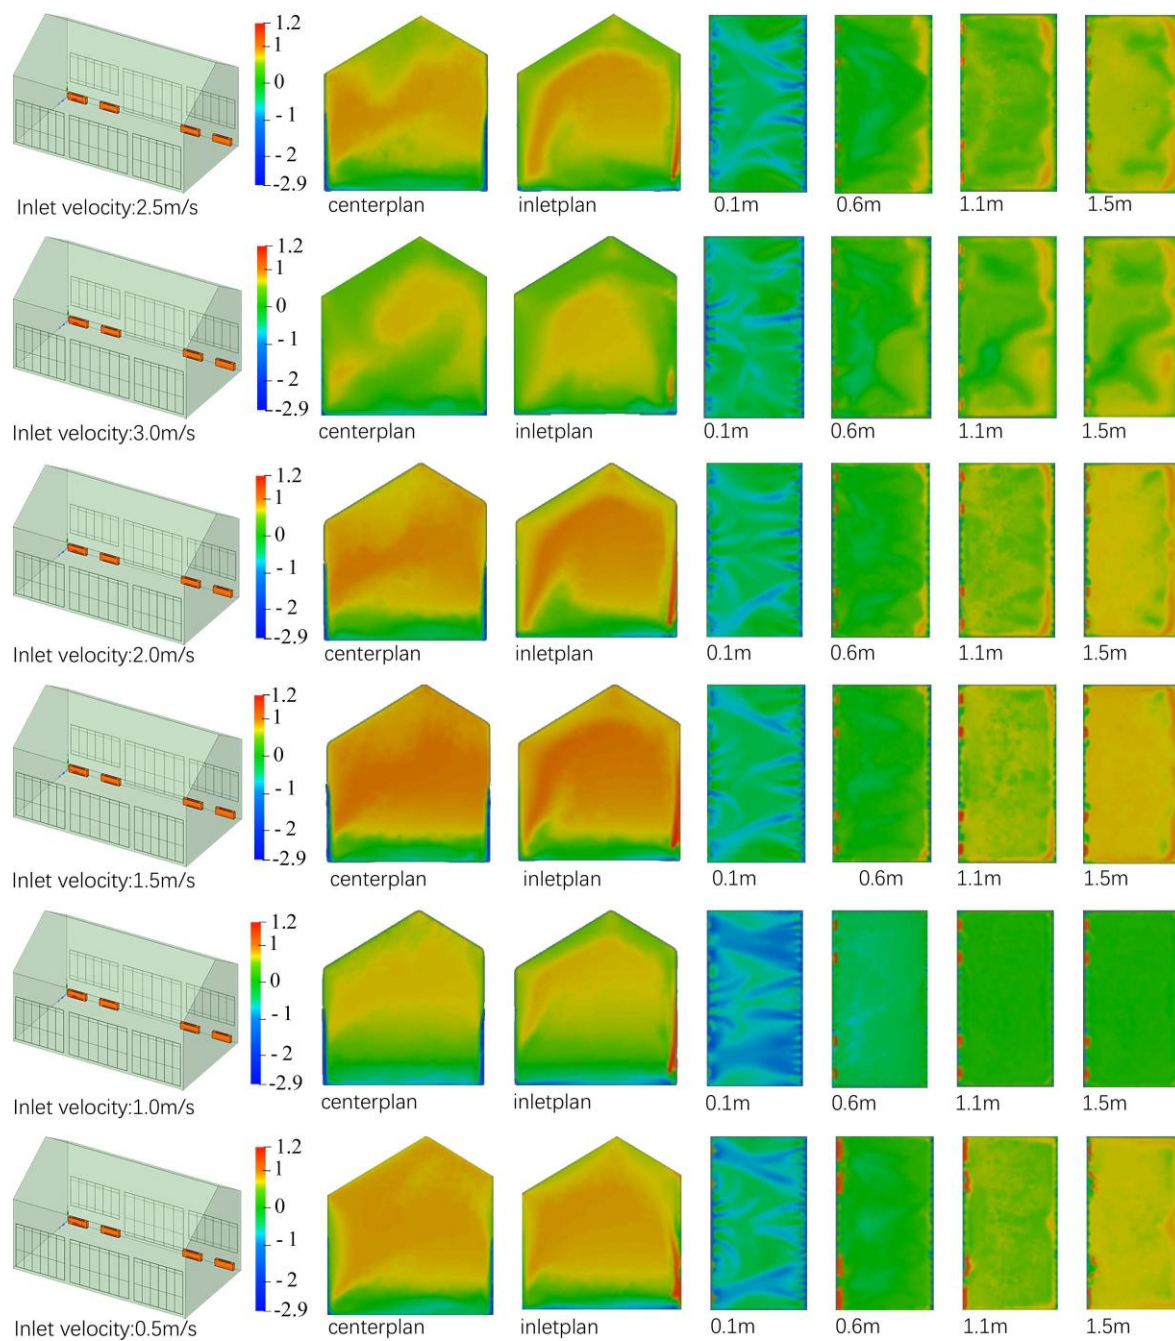 1.2
1
0
- 1
- 2
-2.9
Inlet velocity:2.5m/s
centerplan
inletplan
0.1m
0.6m
1.1m
1.5m
1.2
1
0
- 1
- 2
-2.9
Inlet velocity:3.0m/s
centerplan
inletplan
0.1m
0.6m
1.1m
1.5m
1.2
1
0
- 1
- 2
-2.9
Inlet velocity:2.0m/s
centerplan
inletplan
0.1m
0.6m
1.1m
1.5m
1.2
1
0
- 1
- 2
-2.9
Inlet velocity:1.5m/s
centerplan
inletplan
0.1m
0.6m
1.1m
1.5m
1.2
1
0
- 1
- 2
-2.9
Inlet velocity:1.0m/s
centerplan
inletplan
0.1m
0.6m
1.1m
1.5m
1.2
1
0
- 1
- 2
-2.9
Inlet velocity:0.5m/s
centerplan
inletplan
0.1m
0.6m
1.1m
1.5m